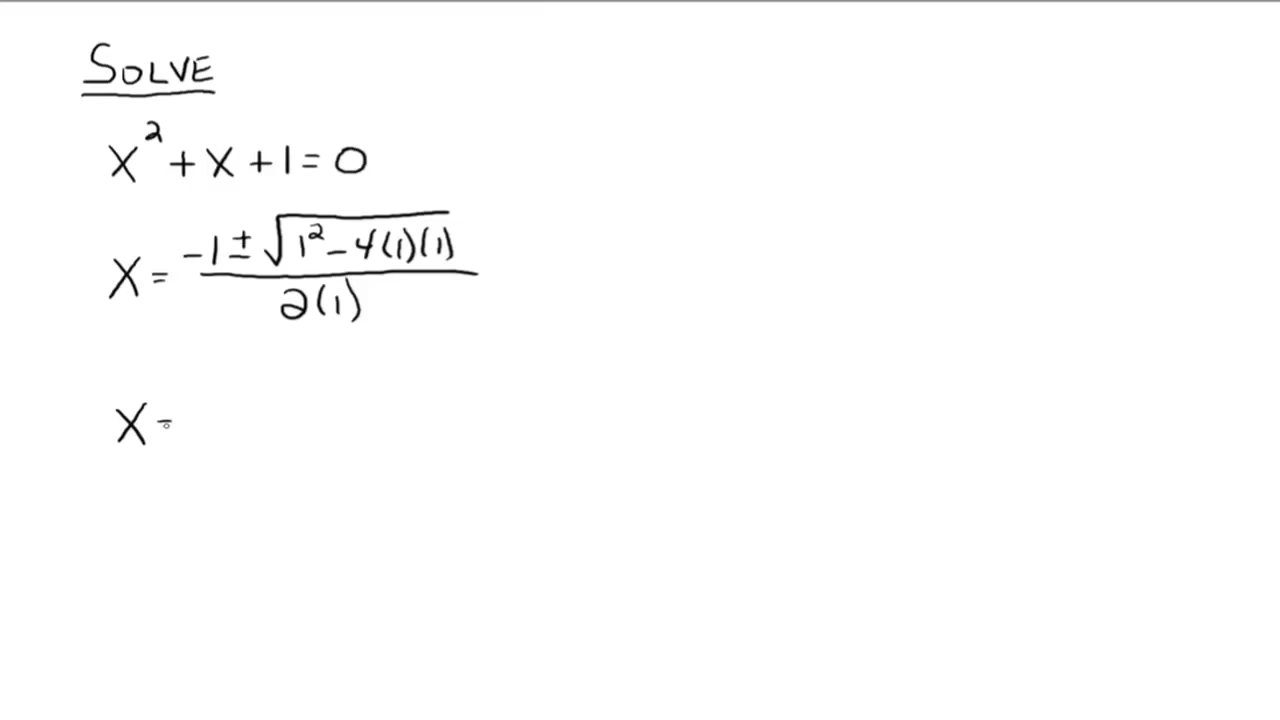 SOLVE
x² + x + 1 = 0
x = -1 ± √(1² - 4(1)(1)) / 2(1)
x =